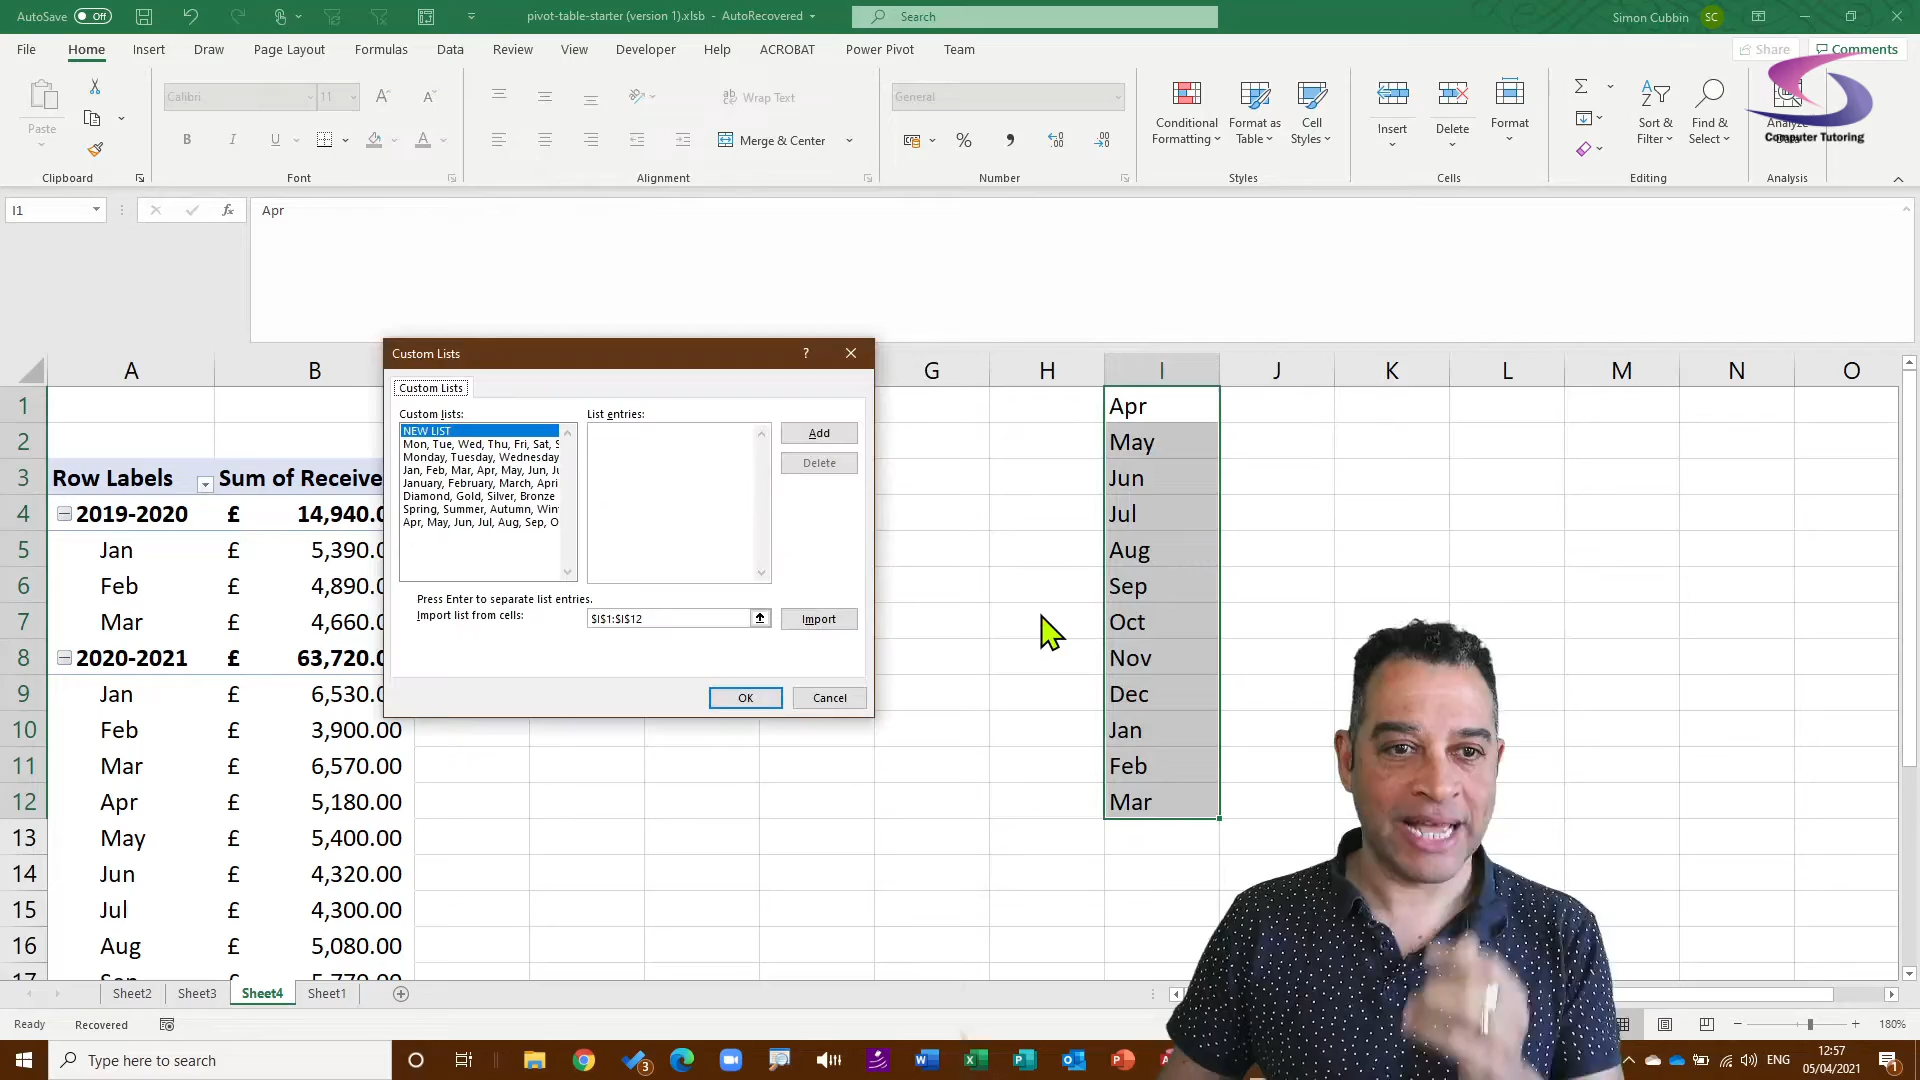 AutoSave Off
pivot-table-starter (version 1).xlsb - AutoRecovered
Search
Simon Cubbin SC
File Home Insert Draw Page Layout Formulas Data Review View Developer Help ACROBAT Power Pivot Team Share Comments
Paste
Calibri 11
Wrap Text
Merge & Center
General
Conditional Formatting
Format as Table
Cell Styles
Insert
Delete
Format
Sort & Filter
Find & Select
Computer Tutoring
Clipboard Font Alignment Number Styles Cells Editing Analysis
I1 fx Apr
A B G H I J K L M N O
Custom Lists ?
Custom Lists
Custom lists: List entries:
NEW LIST
Mon, Tue, Wed, Thu, Fri, Sat, S
Monday, Tuesday, Wednesday
Jan, Feb, Mar, Apr, May, Jun, Ju
January, February, March, Apri
Diamond, Gold, Silver, Bronze
Spring, Summer, Autumn, Win
Apr, May, Jun, Jul, Aug, Sep, O
Add
Delete
Press Enter to separate list entries.
Import list from cells: $I$1:$I$12 Import
OK Cancel
1 Apr
2 May
3 Row Labels Sum of Receive Jun
4 2019-2020 £ 14,940.0 Jul
5 Jan £ 5,390.0 Aug
6 Feb £ 4,890.0 Sep
7 Mar £ 4,660.0 Oct
8 2020-2021 £ 63,720.0 Nov
9 Jan £ 6,530.0 Dec
10 Feb £ 3,900.00 Jan
11 Mar £ 6,570.00 Feb
12 Apr £ 5,180.00 Mar
13 May £ 5,400.00
14 Jun £ 4,320.00
15 Jul £ 4,300.00
16 Aug £ 5,080.00
Sheet2 Sheet3 Sheet4 Sheet1
Ready Recovered 180%
Type here to search
3
ENG
12:57
05/04/2021
1